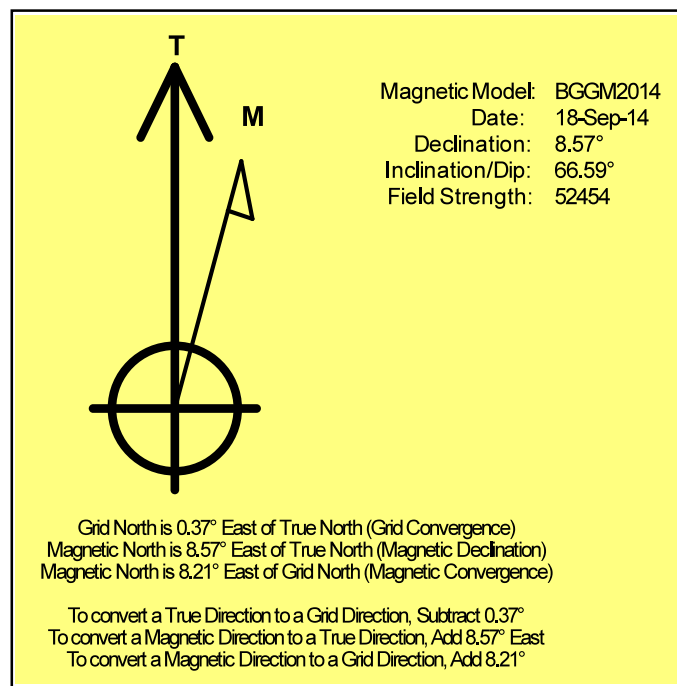 T
M
Magnetic Model: BGGM2014
Date: 18-Sep-14
Declination: 8.57°
Inclination/Dip: 66.59°
Field Strength: 52454
Grid North is 0.37° East of True North (Grid Convergence)
Magnetic North is 8.57° East of True North (Magnetic Declination)
Magnetic North is 8.21° East of Grid North (Magnetic Convergence)
To convert a True Direction to a Grid Direction, Subtract 0.37°
To convert a Magnetic Direction to a True Direction, Add 8.57° East
To convert a Magnetic Direction to a Grid Direction, Add 8.21°